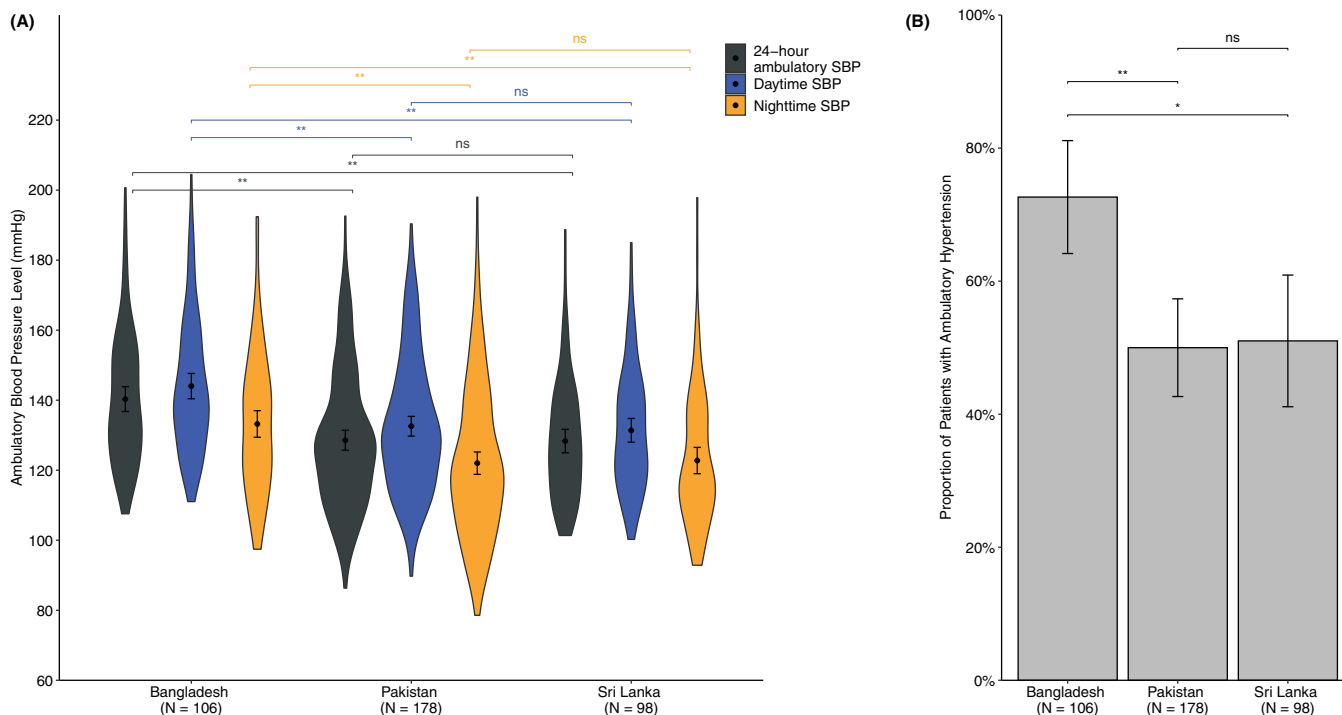 (A)
ns
**
**
ns
**
**
ns
**
**
24−hour
ambulatory SBP
Daytime SBP
Nighttime SBP
Ambulatory Blood Pressure Level (mmHg)
220
200
180
160
140
120
100
80
60
Bangladesh
(N = 106)
Pakistan
(N = 178)
Sri Lanka
(N = 98)
(B)
ns
**
*
Proportion of Patients with Ambulatory Hypertension
100%
80%
60%
40%
20%
0%
Bangladesh
(N = 106)
Pakistan
(N = 178)
Sri Lanka
(N = 98)